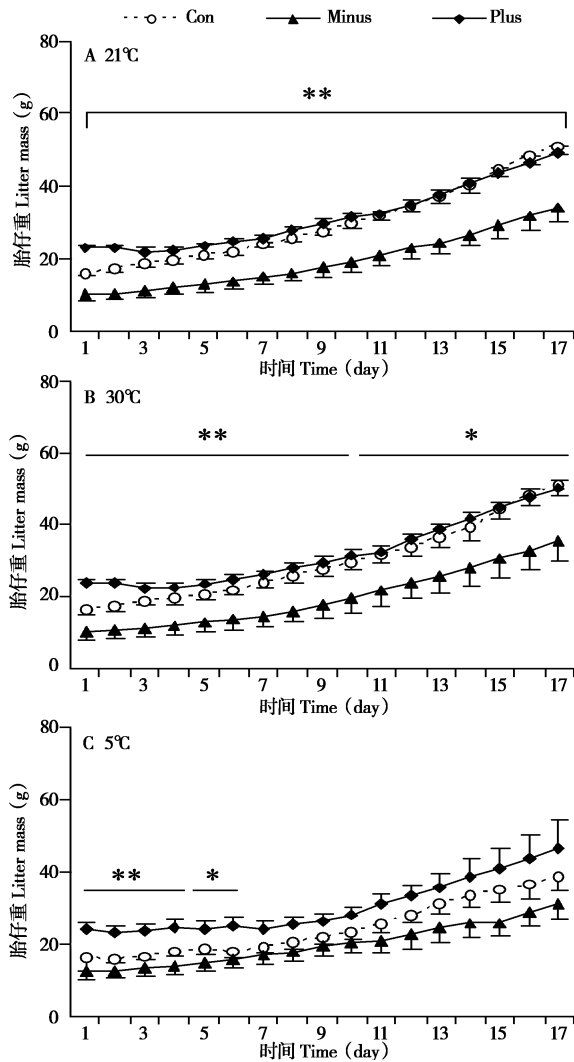 Con Minus Plus
80
A 21℃
**
60
40
20
0
胎仔重 Litter mass (g)
1 3 5 7 9 11 13 15 17
时间 Time (day)
80
B 30℃
** *
60
40
20
0
胎仔重 Litter mass (g)
1 3 5 7 9 11 13 15 17
时间 Time (day)
80
C 5℃
60
40
** *
20
0
胎仔重 Litter mass (g)
1 3 5 7 9 11 13 15 17
时间 Time (day)